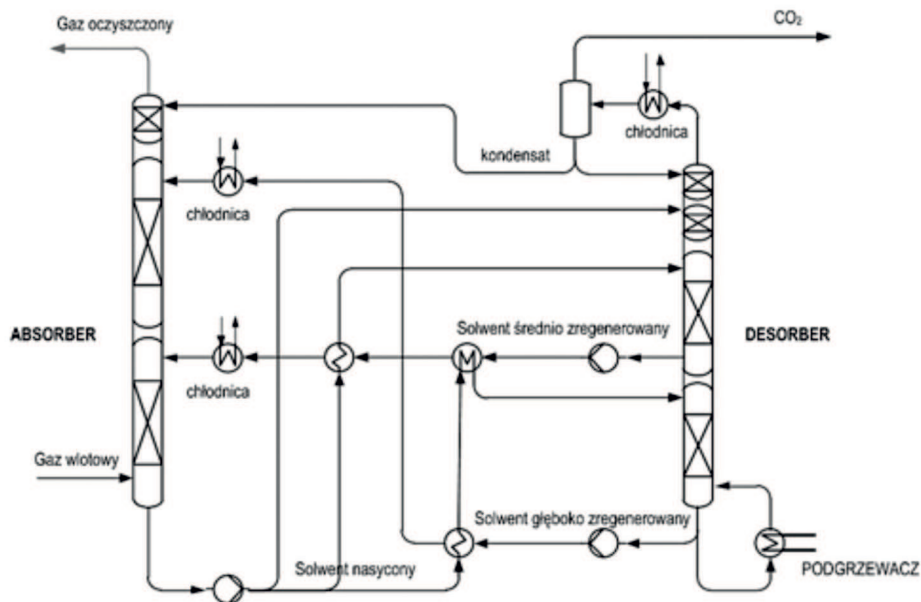 Gaz oczyszczony
CO₂
chłodnica
kondensat
chłodnica
Solwent średnio zregenerowany
ABSORBER
DESORBER
chłodnica
Gaz wlotowy
Solwent głęboko zregenerowany
Solwent nasycony
PODGRZEWACZ